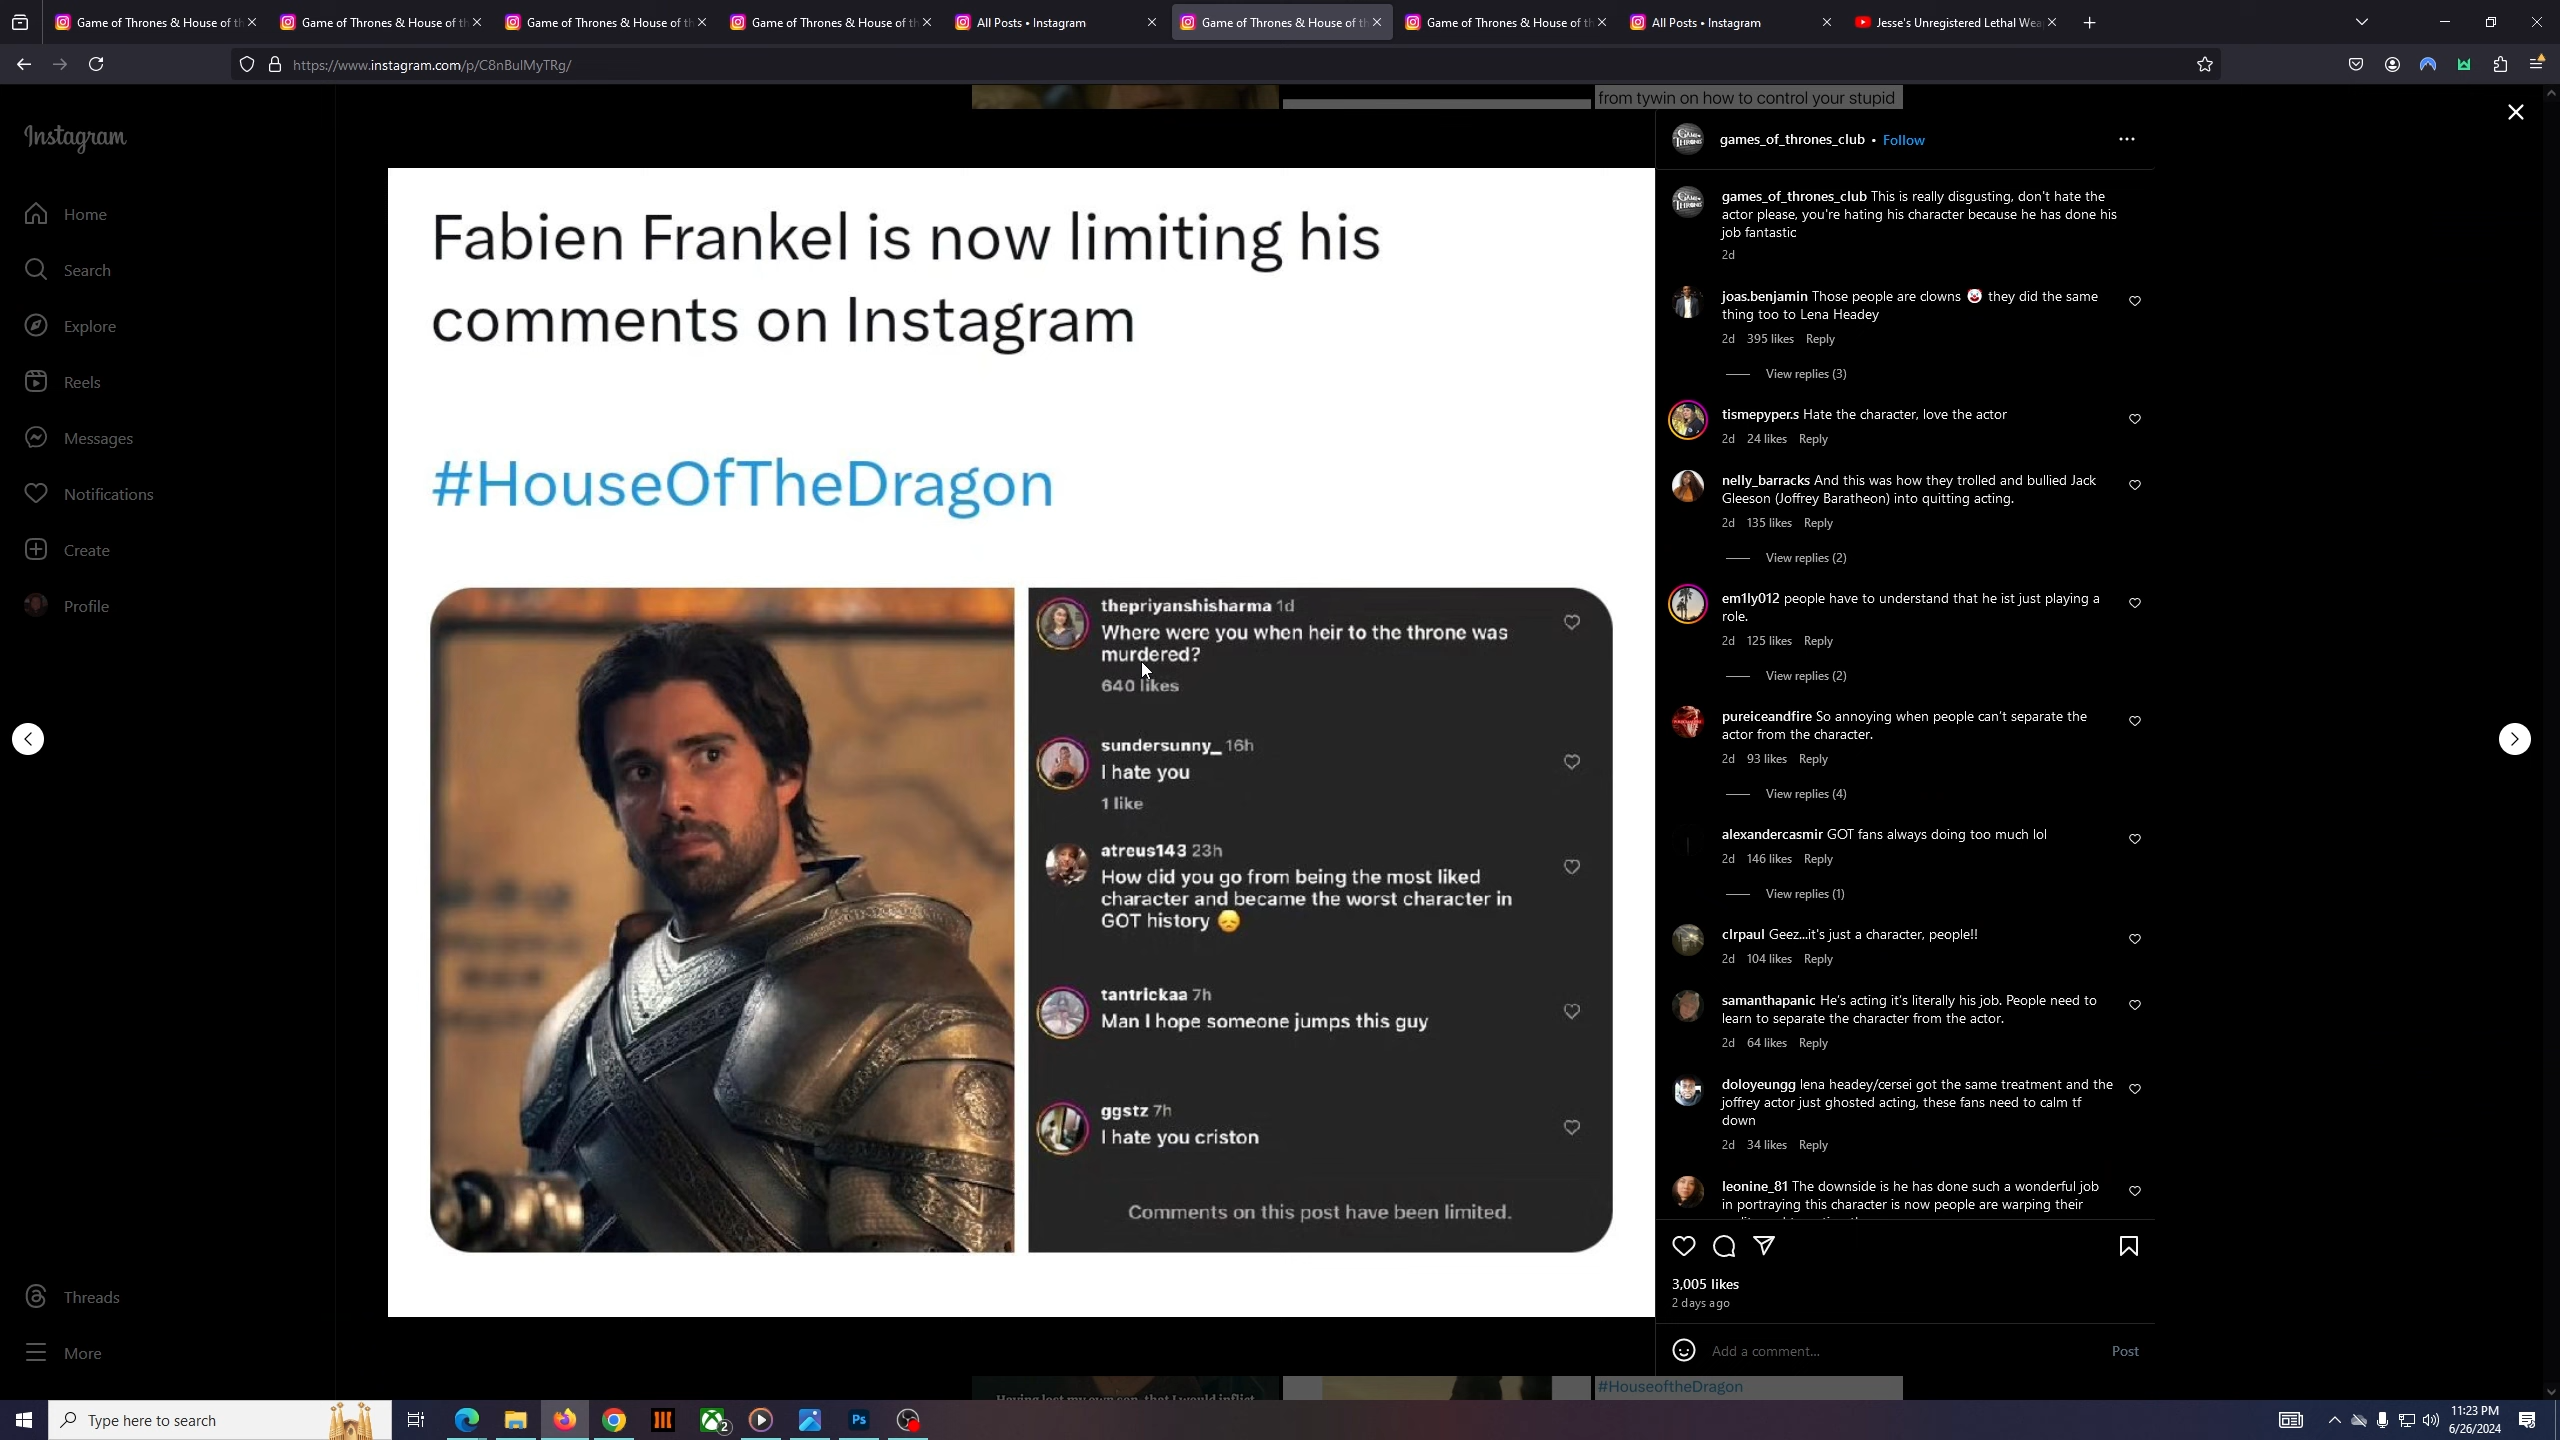 Game of Thrones & House of th
Game of Thrones & House of th
Game of Thrones & House of th
Game of Thrones & House of th
All Posts • Instagram
Game of Thrones & House of th
Game of Thrones & House of th
All Posts • Instagram
Jesse's Unregistered Lethal Wea
https://www.instagram.com/p/C8nBulMyTRg/
from tywin on how to control your stupid
Instagram
Home
Search
Explore
Reels
Messages
Notifications
Create
Profile
Threads
More
Fabien Frankel is now limiting his
comments on Instagram
#HouseOfTheDragon
thepriyanshisharma 1d
Where were you when heir to the throne was
murdered?
640 likes
sundersunny_ 16h
I hate you
1 like
atreus143 23h
How did you go from being the most liked
character and became the worst character in
GOT history 😞
tantrickaa 7h
Man I hope someone jumps this guy
ggstz 7h
I hate you criston
Comments on this post have been limited.
games_of_thrones_club • Follow
games_of_thrones_club This is really disgusting, don't hate the
actor please, you're hating his character because he has done his
job fantastic
2d
joas.benjamin Those people are clowns 🤡 they did the same
thing too to Lena Headey
2d 395 likes Reply
View replies (3)
tismepyper.s Hate the character, love the actor
2d 24 likes Reply
nelly_barracks And this was how they trolled and bullied Jack
Gleeson (Joffrey Baratheon) into quitting acting.
2d 135 likes Reply
View replies (2)
em1ly012 people have to understand that he ist just playing a
role.
2d 125 likes Reply
View replies (2)
pureiceandfire So annoying when people can't separate the
actor from the character.
2d 93 likes Reply
View replies (4)
alexandercasmir GOT fans always doing too much lol
2d 146 likes Reply
View replies (1)
clrpaul Geez...it's just a character, people!!
2d 104 likes Reply
samanthapanic He's acting it's literally his job. People need to
learn to separate the character from the actor.
2d 64 likes Reply
doloyeungg lena headey/cersei got the same treatment and the
joffrey actor just ghosted acting, these fans need to calm tf
down
2d 34 likes Reply
leonine_81 The downside is he has done such a wonderful job
in portraying this character is now people are warping their
3,005 likes
2 days ago
Add a comment...
Post
Having lost my own son, that I would inflict
#HouseoftheDragon
Type here to search
Ps
2
11:23 PM
6/26/2024